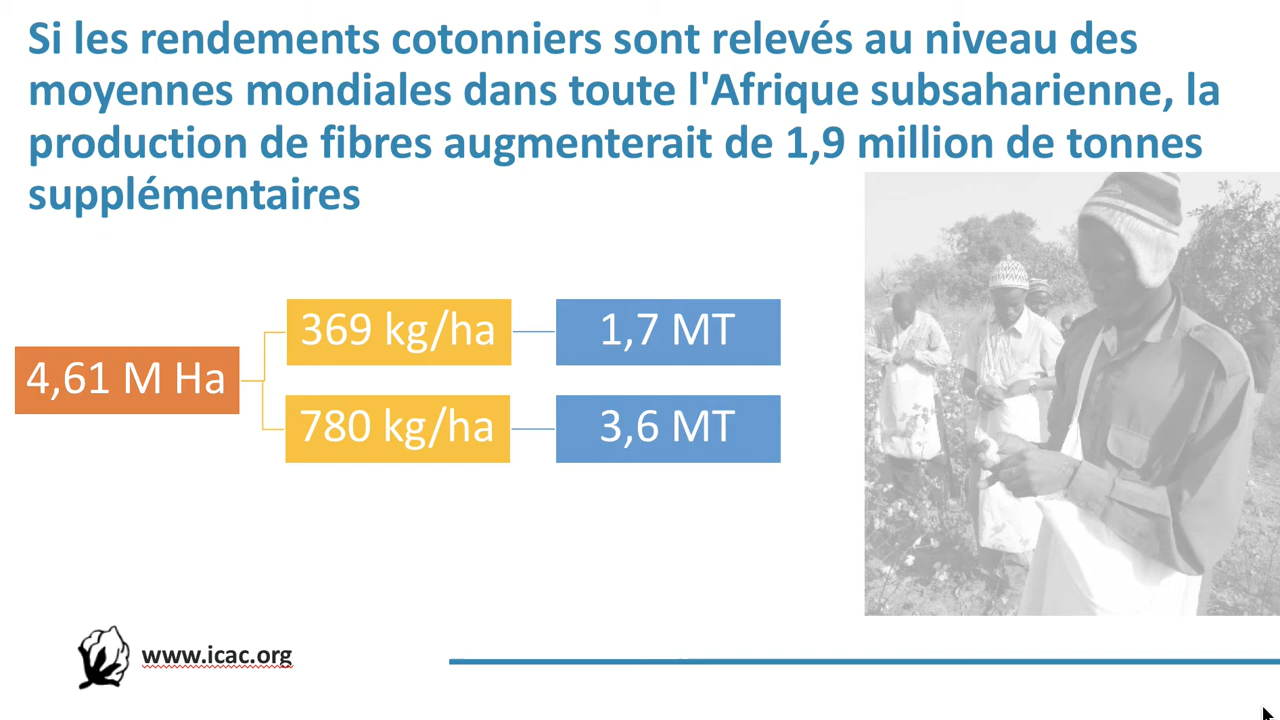 Si les rendements cotonniers sont relevés au niveau des
moyennes mondiales dans toute l'Afrique subsaharienne, la
production de fibres augmenterait de 1,9 million de tonnes
supplémentaires
4,61 M Ha
369 kg/ha
1,7 MT
780 kg/ha
3,6 MT
www.icac.org